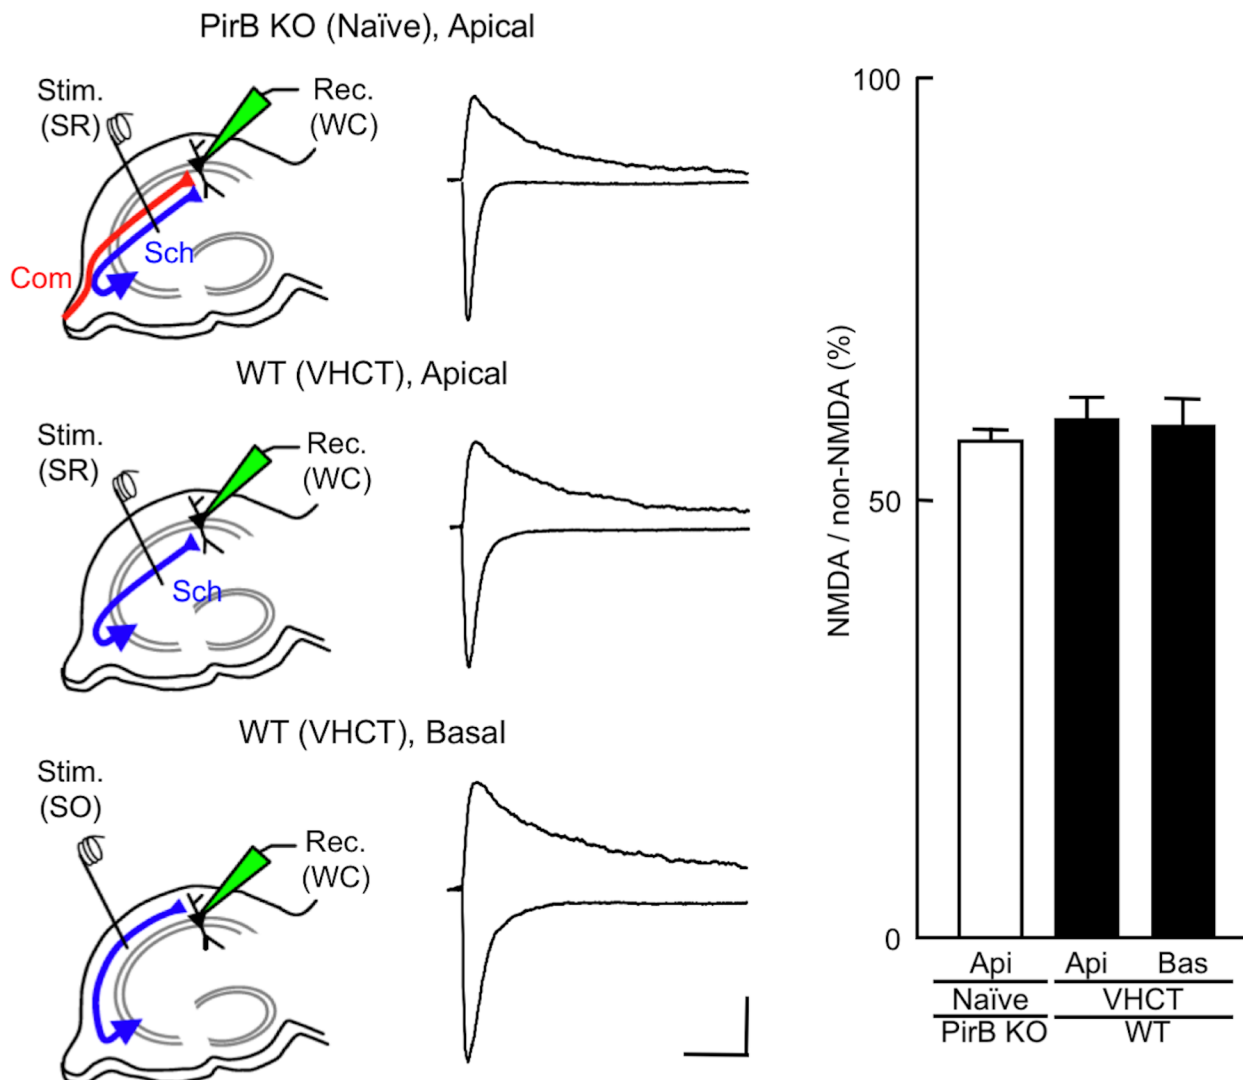 PirB KO (Naïve), Apical
Stim.
(SR)
Rec.
(WC)
Sch
Com
WT (VHCT), Apical
Stim.
(SR)
Rec.
(WC)
Sch
WT (VHCT), Basal
Stim.
(SO)
Rec.
(WC)
NMDA / non-NMDA (%)
100
50
0
Api Api Bas
Naïve VHCT
PirB KO WT